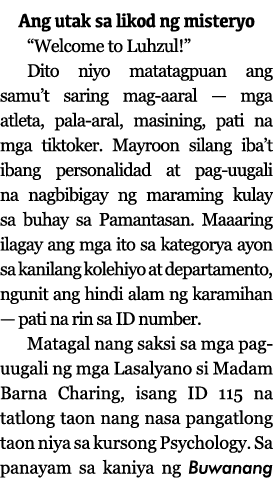 Ang utak sa likod ng misteryo
“Welcome to Luhzul!”
Dito niyo matatagpuan ang
samu’t saring mag-aaral — mga
atleta, pala-aral, masining, pati na
mga tiktoker. Mayroon silang iba’t
ibang personalidad at pag-uugali
na nagbibigay ng maraming kulay
sa buhay sa Pamantasan. Maaaring
ilagay ang mga ito sa kategorya ayon
sa kanilang kolehiyo at departamento,
ngunit ang hindi alam ng karamihan
— pati na rin sa ID number.
Matagal nang saksi sa mga pag-
uugali ng mga Lasalyano si Madam
Barna Charing, isang ID 115 na
tatlong taon nang nasa pangatlong
taon niya sa kursong Psychology. Sa
panayam sa kaniya ng Buwanang